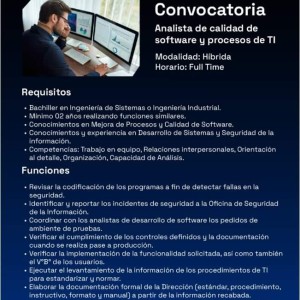 Convocatoria
Analista de calidad de
software y procesos de TI
Modalidad: Híbrida
Horario: Full Time
Requisitos
• Bachiller en Ingeniería de Sistemas o Ingeniería Industrial.
• Mínimo 02 años realizando funciones similares.
• Conocimientos en Mejora de Procesos y Calidad de Software.
• Conocimientos y experiencia en Desarrollo de Sistemas y Seguridad de la
información.
• Competencias: Trabajo en equipo, Relaciones interpersonales, Orientación
al detalle, Organización, Capacidad de Análisis.
Funciones
• Revisar la codificación de los programas a fin de detectar fallas en la
seguridad.
• Identificar y reportar los incidentes de seguridad a la Oficina de Seguridad
de la Información.
• Coordinar con los analistas de desarrollo de software los pedidos de
ambiente de pruebas.
• Verificar el cumplimiento de los controles definidos y la documentación
cuando se realiza pase a producción.
• Verificar la Implementación de la funcionalidad solicitada, así como también
el V°B° de los usuarios.
• Ejecutar el levantamiento de la información de los procedimientos de TI
para estandarizar y normar.
• Elaborar la documentación formal de la Dirección (estándar, procedimiento,
instructivo, formato y manual) a partir de la información recabada.